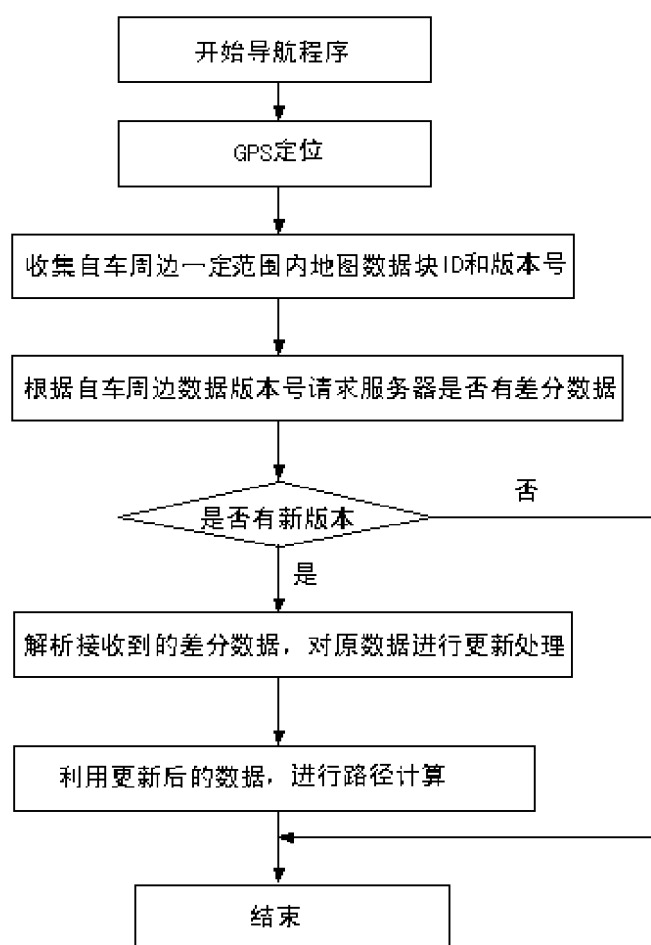 开始导航程序
GPS定位
收集自车周边一定范围内地图数据块ID和版本号
根据自车周边数据版本号请求服务器是否有差分数据
否
是否有新版本
是
解析接收到的差分数据，对原数据进行更新处理
利用更新后的数据，进行路径计算
结束